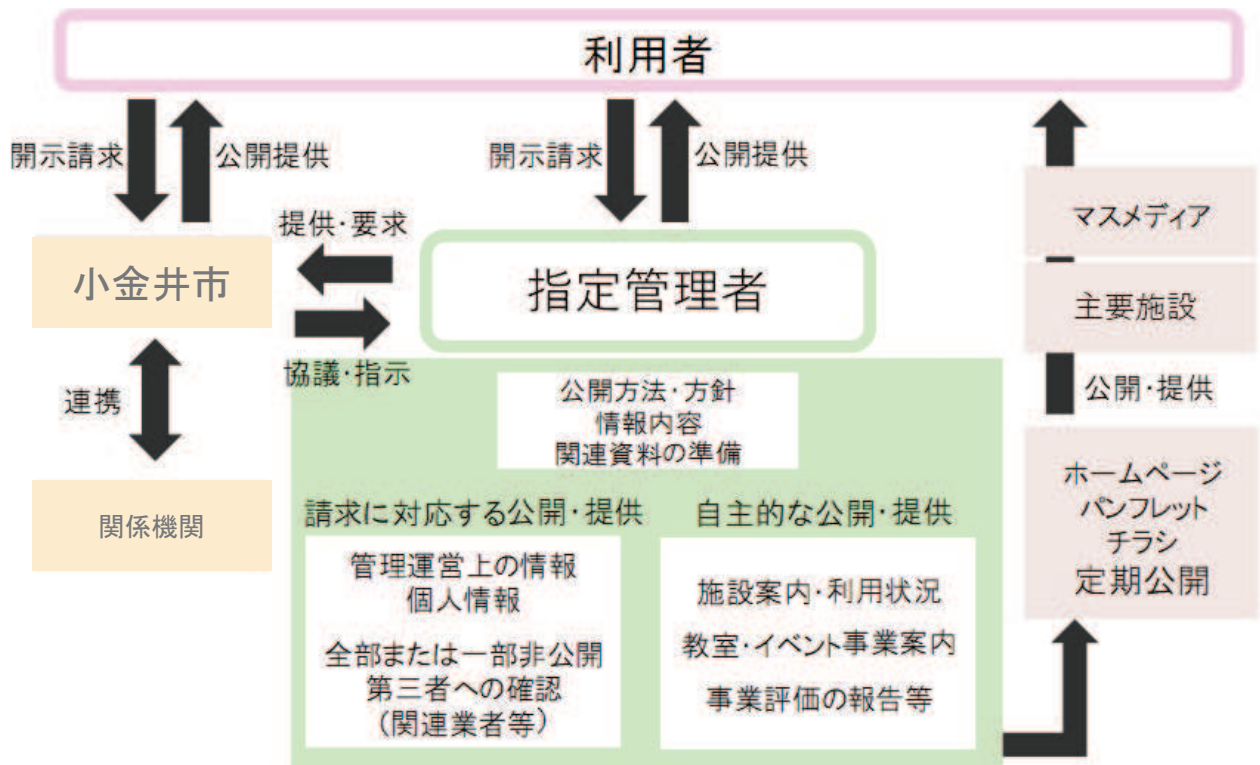 利用者
開示請求
公開提供
開示請求
公開提供
提供・要求
小金井市
指定管理者
協議・指示
連携
関係機関
公開方法・方針
情報内容
関連資料の準備
請求に対応する公開・提供
管理運営上の情報
個人情報
全部または一部非公開
第三者への確認
(関連業者等)
自主的な公開・提供
施設案内・利用状況
教室・イベント事業案内
事業評価の報告等
マスメディア
主要施設
公開・提供
ホームページ
パンフレット
チラシ
定期公開